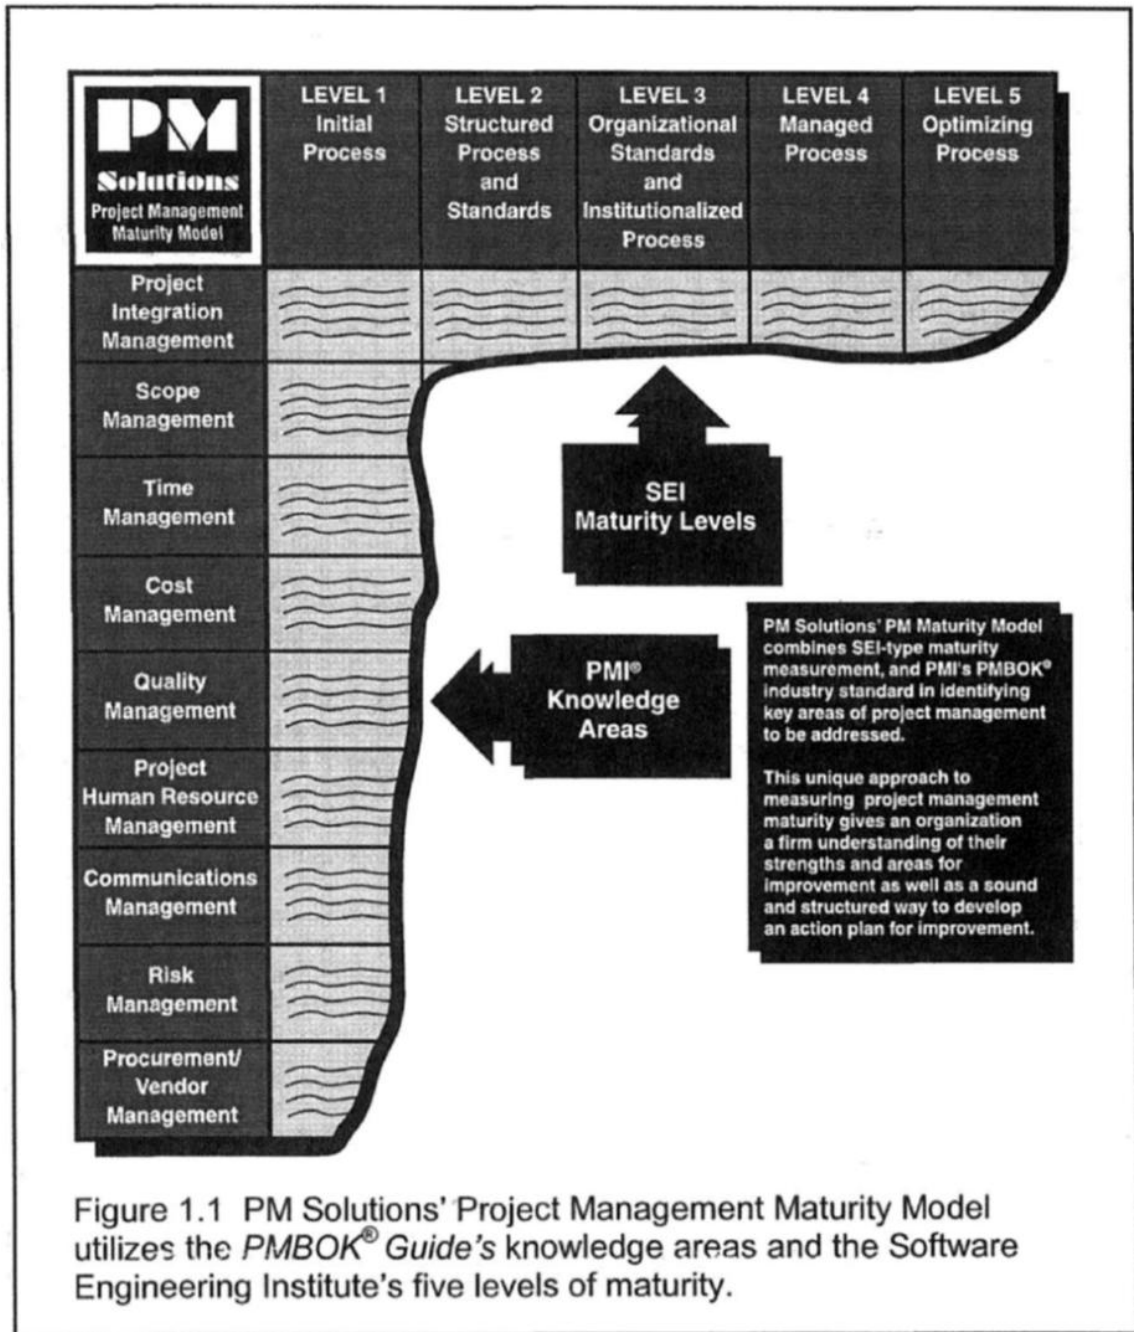 PM
Solutions
Project Management
Maturity Model
LEVEL 1
Initial
Process
LEVEL 2
Structured
Process
and
Standards
LEVEL 3
Organizational
Standards
and
Institutionalized
Process
LEVEL 4
Managed
Process
LEVEL 5
Optimizing
Process
Project
Integration
Management
Scope
Management
Time
Management
Cost
Management
Quality
Management
Project
Human Resource
Management
Communications
Management
Risk
Management
Procurement/
Vendor
Management
SEI
Maturity Levels
PMI®
Knowledge
Areas
PM Solutions' PM Maturity Model
combines SEI-type maturity
measurement, and PMI's PMBOK®
industry standard in identifying
key areas of project management
to be addressed.
This unique approach to
measuring project management
maturity gives an organization
a firm understanding of their
strengths and areas for
improvement as well as a sound
and structured way to develop
an action plan for improvement.
Figure 1.1 PM Solutions' Project Management Maturity Model
utilizes the PMBOK® Guide's knowledge areas and the Software
Engineering Institute's five levels of maturity.